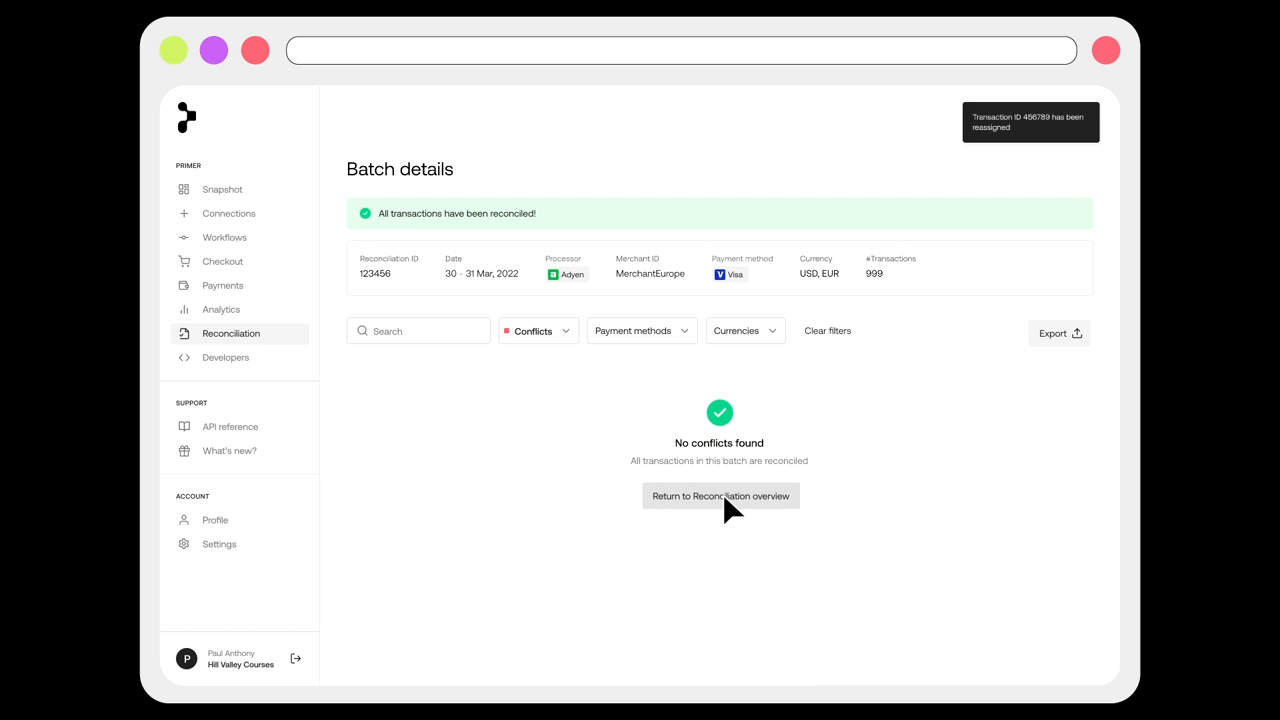 Transaction ID 456789 has been
reassigned
PRIMER
Snapshot
Connections
Workflows
Checkout
Payments
Analytics
Reconciliation
Developers
SUPPORT
API reference
What's new?
ACCOUNT
Profile
Settings
P
Paul Anthony
Hill Valley Courses
Batch details
All transactions have been reconciled!
Reconciliation ID Date Processor Merchant ID Payment method Currency #Transactions
123456 30 - 31 Mar, 2022 a Adyen MerchantEurope V Visa USD, EUR 999
Search Conflicts Payment methods Currencies Clear filters Export
No conflicts found
All transactions in this batch are reconciled
Return to Reconciliation overview